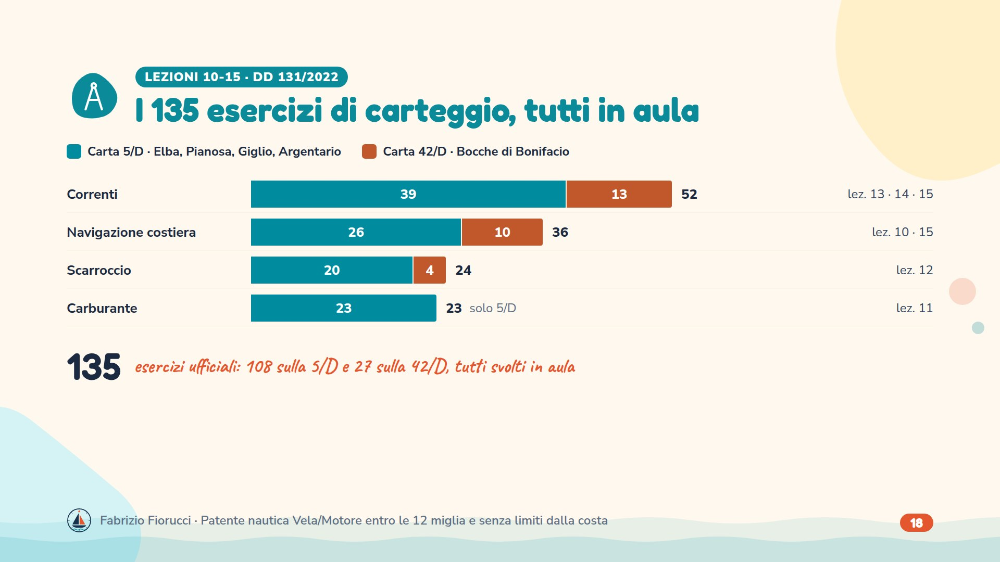 LEZIONI 10-15 · DD 131/2022
I 135 esercizi di carteggio, tutti in aula
Carta 5/D · Elba, Pianosa, Giglio, Argentario
Carta 42/D · Bocche di Bonifacio
Correnti 39 13 52 lez. 13 · 14 · 15
Navigazione costiera 26 10 36 lez. 10 · 15
Scarroccio 20 4 24 lez. 12
Carburante 23 23 solo 5/D lez. 11
135 esercizi ufficiali: 108 sulla 5/D e 27 sulla 42/D, tutti svolti in aula
Fabrizio Fiorucci · Patente nautica Vela/Motore entro le 12 miglia e senza limiti dalla costa
18